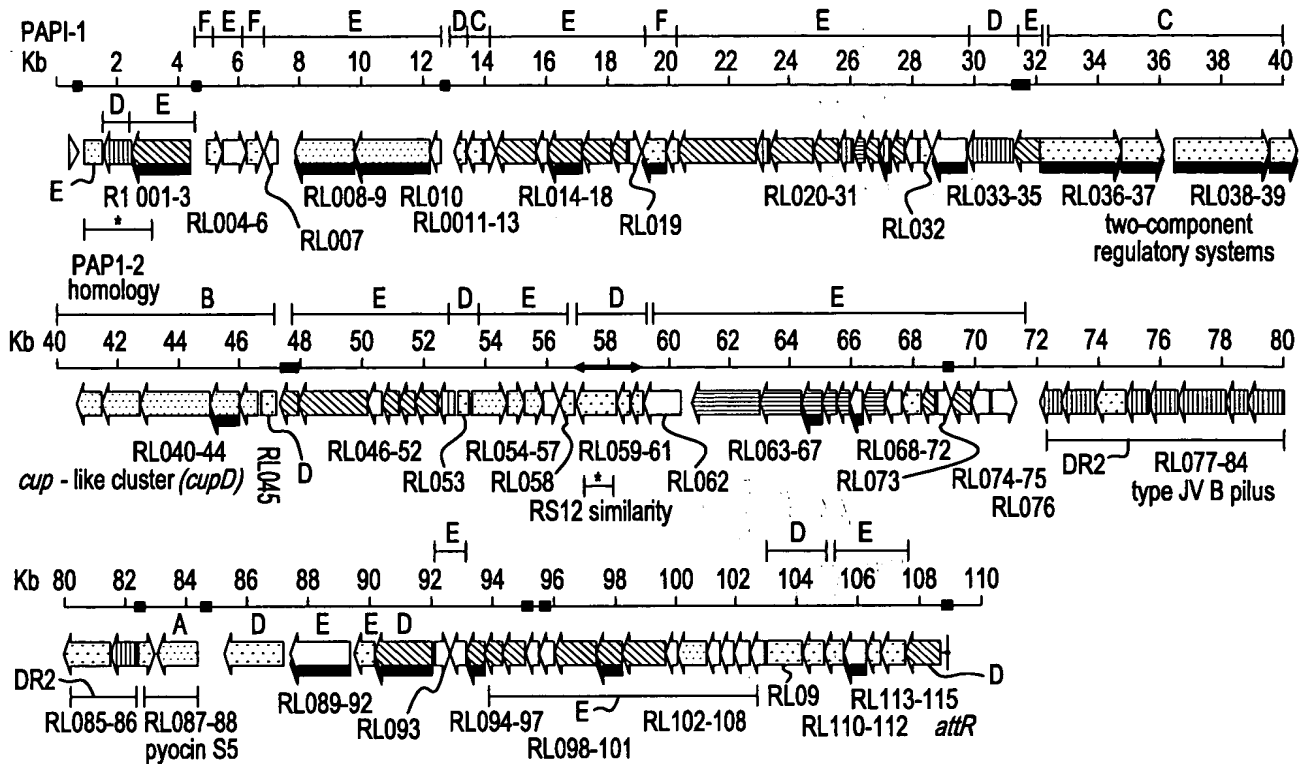 F E F E D C E F E D E C
PAPI-1
Kb 2 4 6 8 10 12 14 16 18 20 22 24 26 28 30 32 34 36 38 40
D E
E R1 001-3 RL004-6 RL007 RL008-9 RL010 RL0011-13 RL014-18 RL019 RL020-31 RL032 RL033-35 RL036-37 RL038-39
*
PAP1-2
homology
two-component
regulatory systems
B E D E D E
40 42 44 46 48 50 52 54 56 58 60 62 64 66 68 70 72 74 76 78 80
Kb
RL040-44 RL045 D RL046-52 RL053 RL054-57 RL058 RL059-61 RL062 RL063-67 RL068-72 RL073 RL074-75 RL076 DR2 RL077-84
cup - like cluster (cupD)
*
RS12 similarity
type JV B pilus
E D E
Kb 80 82 84 86 88 90 92 94 96 98 100 102 104 106 108 110
A D E E D
DR2 RL085-86 RL087-88 RL089-92 RL093 RL094-97 E RL098-101 RL102-108 RL09 RL110-112 RL113-115 D
pyocin S5
attR